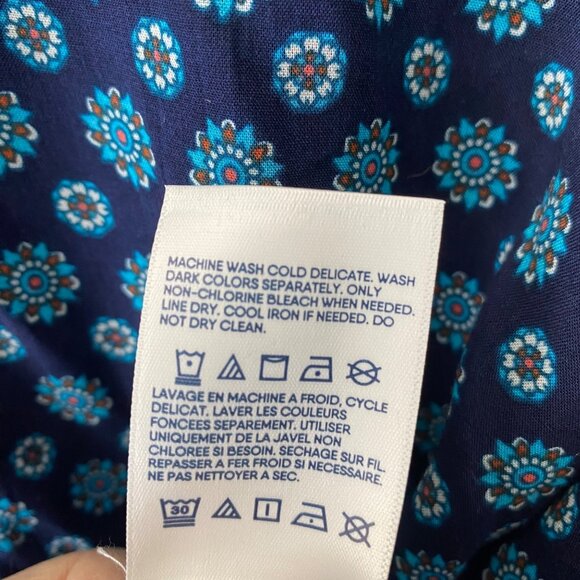 MACHINE WASH COLD DELICATE. WASH
DARK COLORS SEPARATELY. ONLY
NON-CHLORINE BLEACH WHEN NEEDED.
LINE DRY. COOL IRON IF NEEDED. DO
NOT DRY CLEAN.
LAVAGE EN MACHINE A FROID, CYCLE
DELICAT. LAVER LES COULEURS
FONCEES SEPAREMENT. UTILISER
UNIQUEMENT DE LA JAVEL NON
CHLOREE SI BESOIN. SECHAGE SUR FIL.
REPASSER A FER FROID SI NECESSAIRE.
NE PAS NETTOYER A SEC.
30